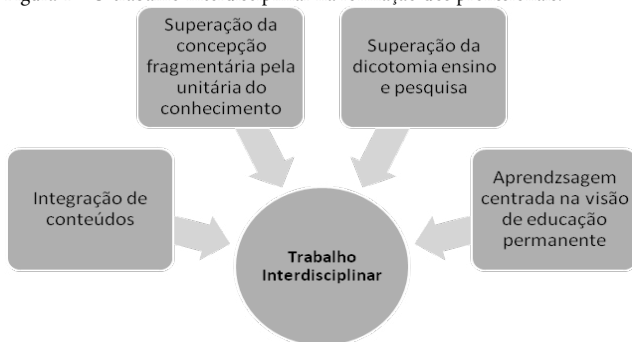 Superação da
concepção
fragmentária pela
unitária do
conhecimento
Superação da
dicotomia ensino
e pesquisa
Integração de
conteúdos
Aprendzsagem
centrada na visão
de educação
permanente
Trabalho
Interdisciplinar